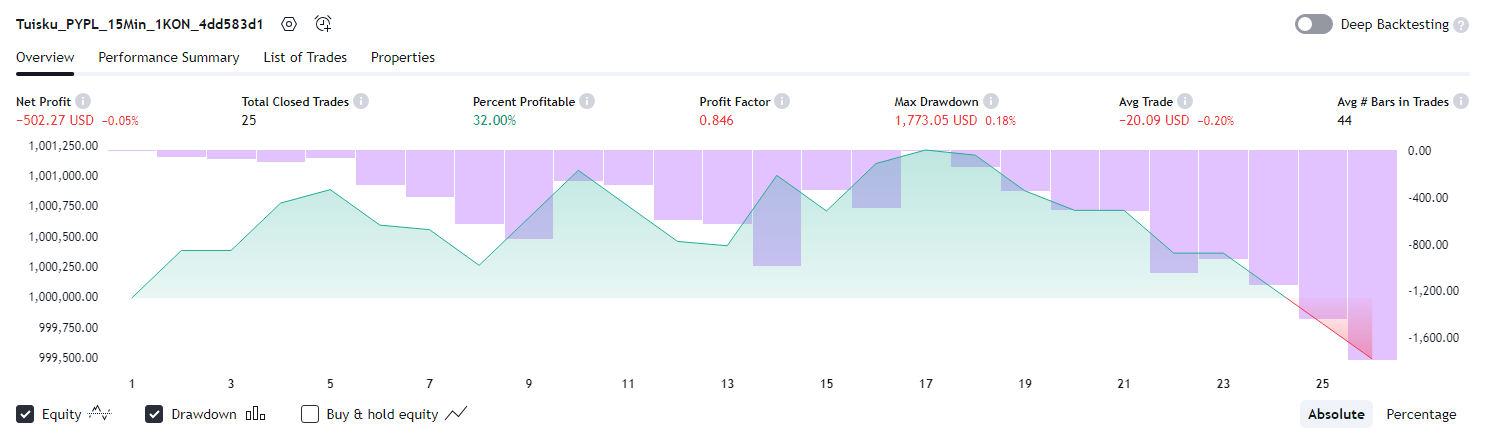 Tuisku_PYPL_15Min_1KON_4dd583d1 Deep Backtesting ?
Overview Performance Summary List of Trades Properties
Net Profit i Total Closed Trades i Percent Profitable i Profit Factor i Max Drawdown i Avg Trade i Avg # Bars in Trades i
−502.27 USD −0.05% 25 32.00% 0.846 1,773.05 USD 0.18% −20.09 USD −0.20% 44
1,001,250.00 0.00
1,001,000.00
1,000,750.00 -400.00
1,000,500.00 -800.00
1,000,250.00
1,000,000.00 -1,200.00
999,750.00 -1,600.00
999,500.00
1 3 5 7 9 11 13 15 17 19 21 23 25
Equity Drawdown Buy & hold equity Absolute Percentage